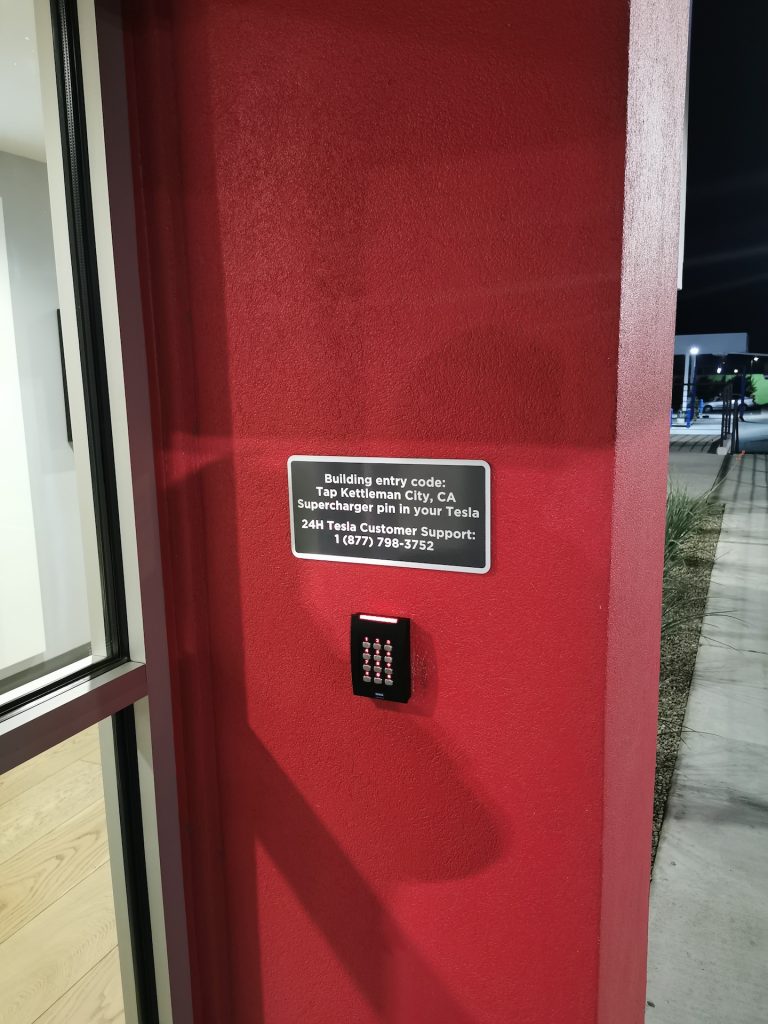 Building entry code:
Tap Kettleman City, CA
Supercharger pin in your Tesla
24H Tesla Customer Support:
1 (877) 798-3752